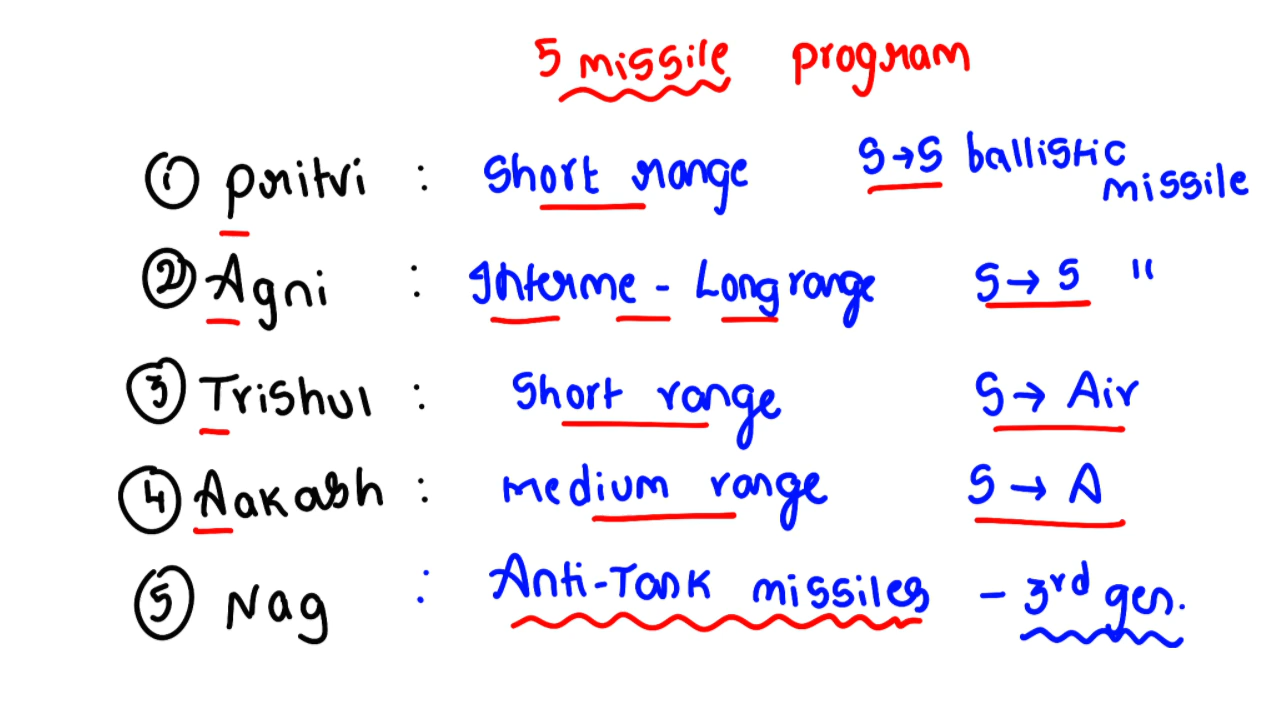 5 missile program
① Pritvi : Short range S→S ballistic missile
② Agni : Interme - Long range S→S "
③ Trishul : Short range S→ Air
④ Aakash : medium range S → A
⑤ Nag : Anti-Tank missiles - 3rd gen.